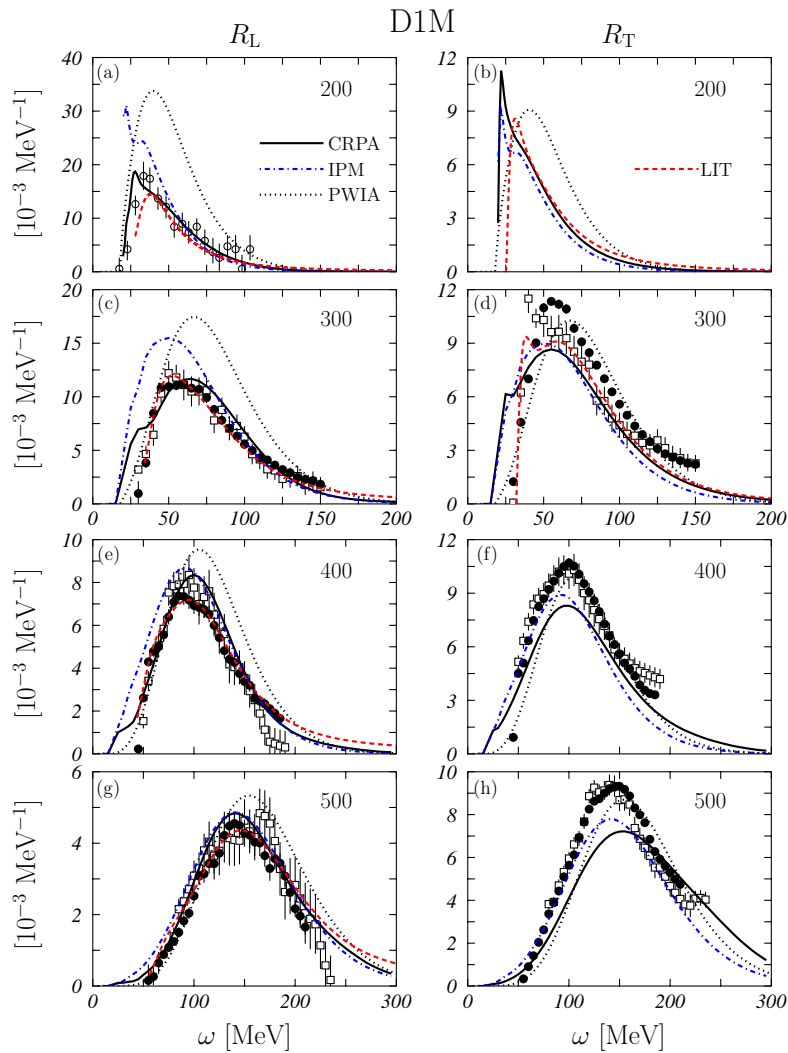 D1M
R_L R_T
[10⁻³ MeV⁻¹]
(a) 200
40
30
20
10
0
CRPA
IPM
PWIA
(b) 200
12
9
6
3
0
LIT
[10⁻³ MeV⁻¹]
(c) 300
20
15
10
5
0
0 50 100 150 200
(d) 300
12
9
6
3
0
0 50 100 150 200
[10⁻³ MeV⁻¹]
(e) 400
10
8
6
4
2
0
(f) 400
12
9
6
3
0
[10⁻³ MeV⁻¹]
(g) 500
6
4
2
0
0 100 200 300
ω [MeV]
(h) 500
10
8
6
4
2
0
0 100 200 300
ω [MeV]